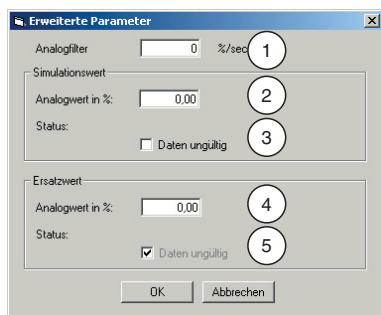 Erweiterte Parameter
Analogfilter 0 %/sec 1
Simulationswert
Analogwert in %: 0,00 2
Status:
Daten ungültig 3
Ersatzwert
Analogwert in %: 0,00 4
Status:
Daten ungültig 5
OK Abbrechen